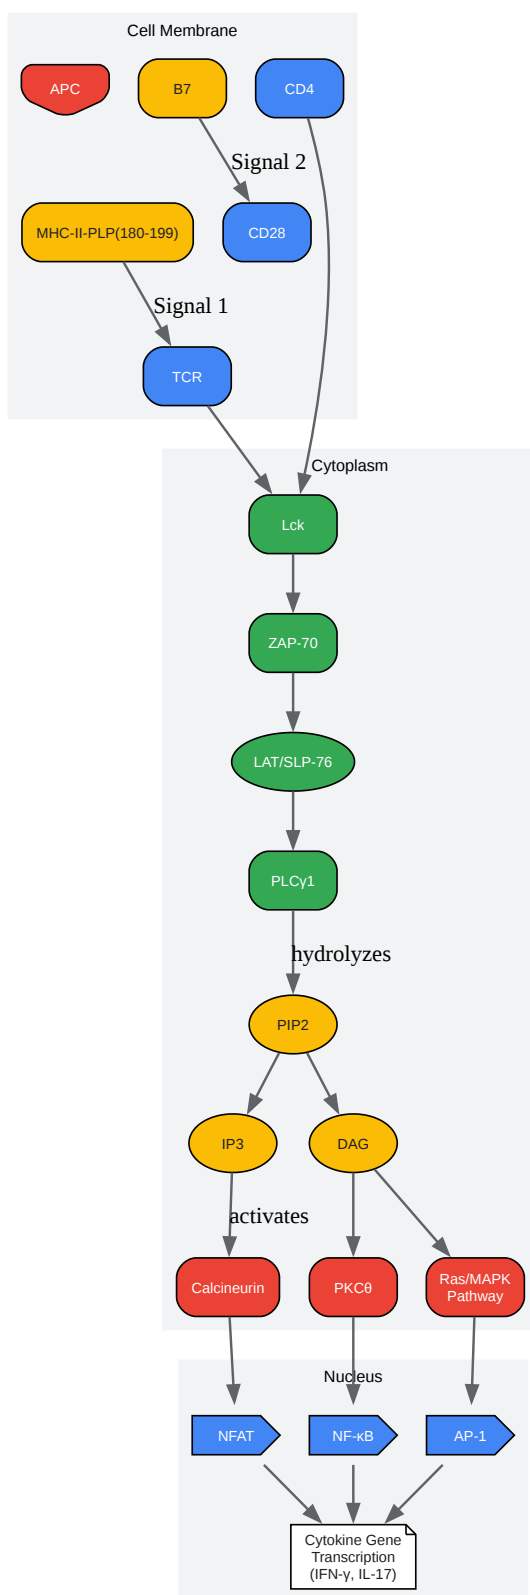 Cell Membrane
APC
B7
CD4
Signal 2
MHC-II-PLP(180-199)
CD28
Signal 1
TCR
Cytoplasm
Lck
ZAP-70
LAT/SLP-76
PLCγ1
hydrolyzes
PIP2
IP3
DAG
activates
Calcineurin
PKCθ
Ras/MAPK
Pathway
Nucleus
NFAT
NF-κB
AP-1
Cytokine Gene
Transcription
(IFN-γ, IL-17)